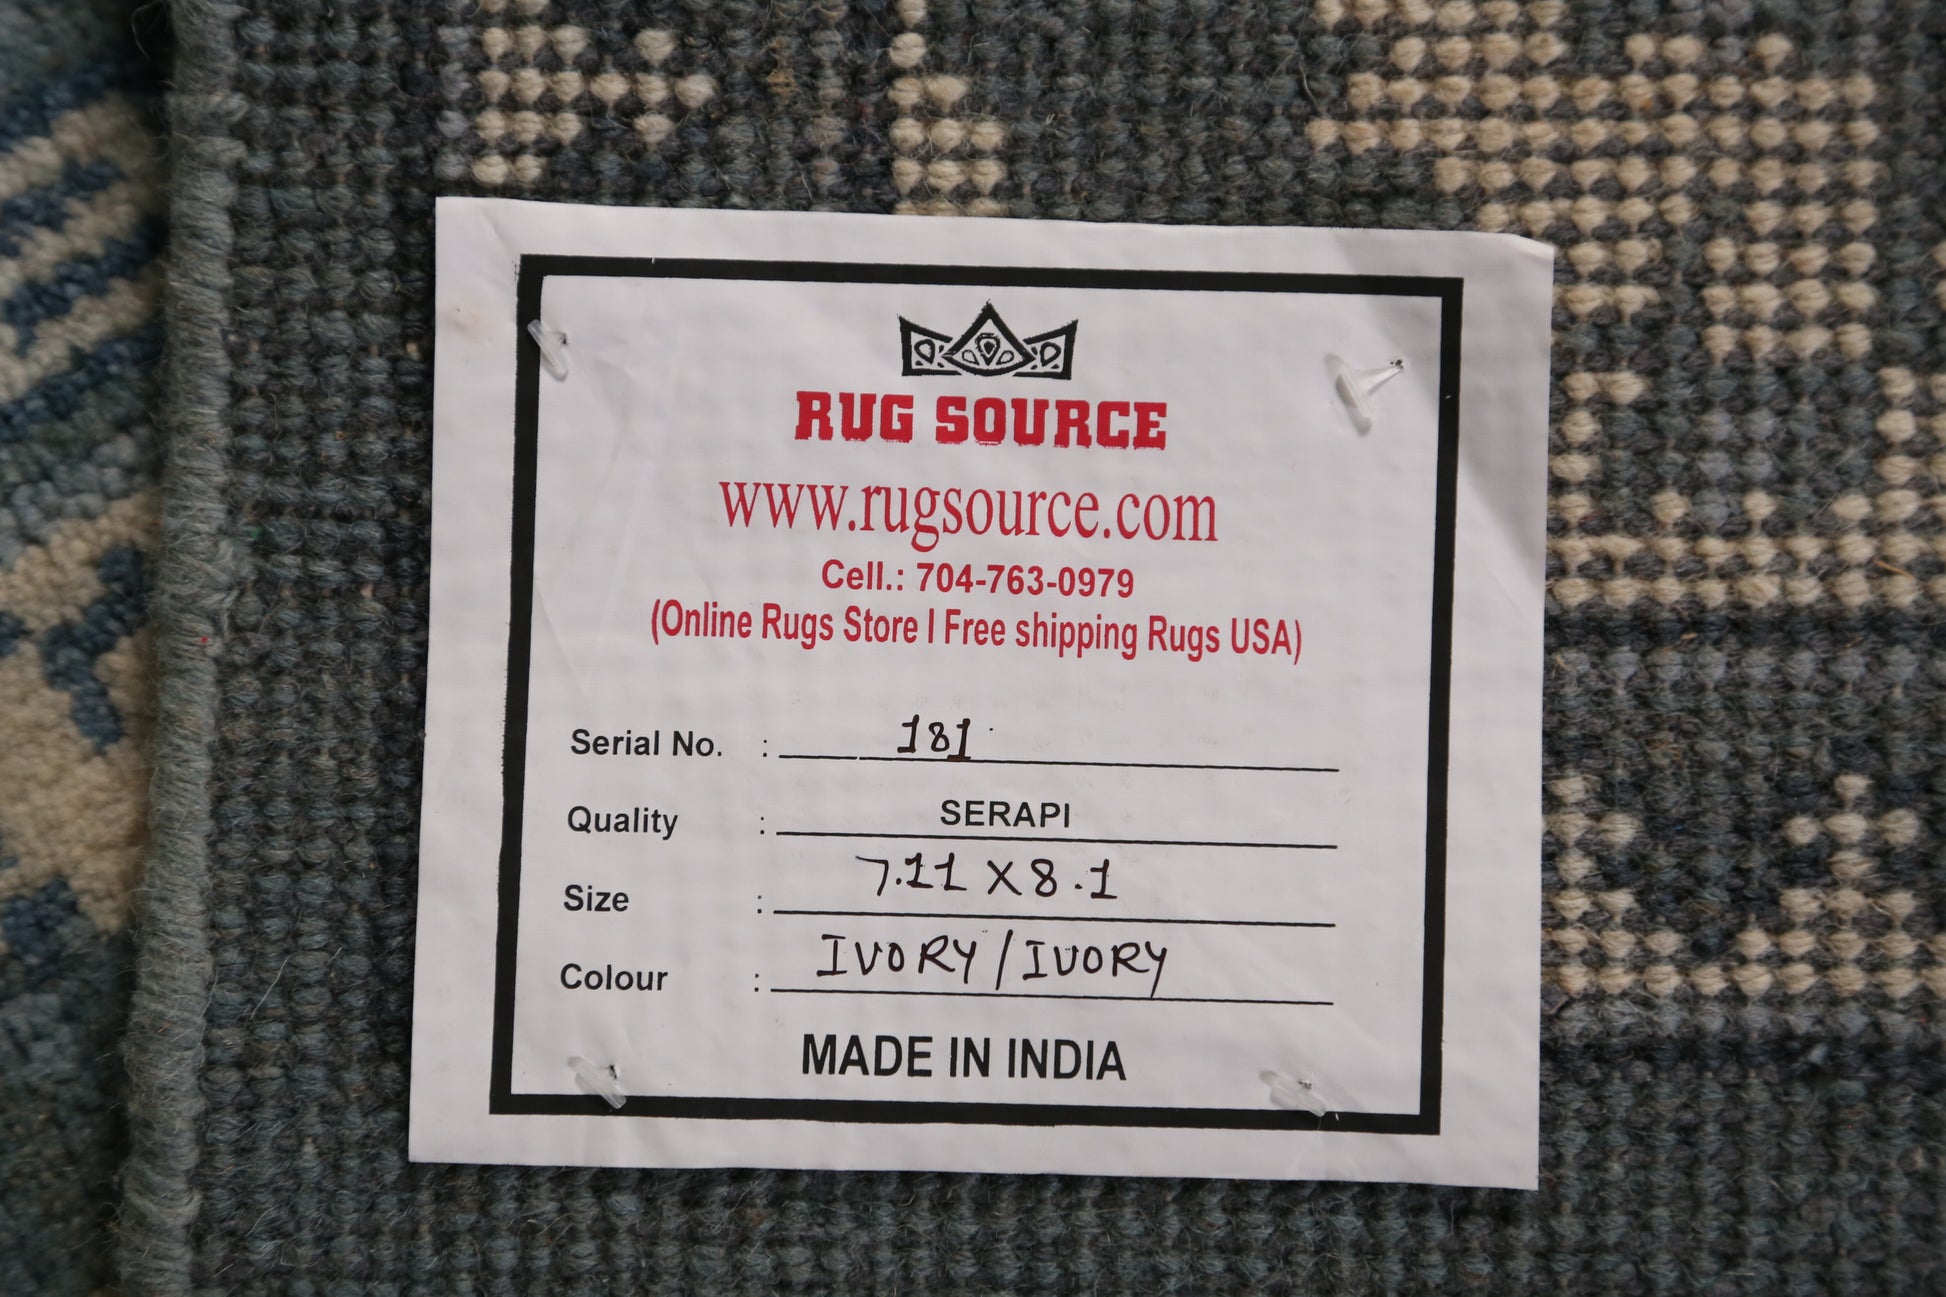 RUG SOURCE
www.rugsource.com
Cell.: 704-763-0979
(Online Rugs Store l Free shipping Rugs USA)
Serial No. : 181
Quality : SERAPI
Size : 7.11 X 8.1
Colour : IVORY / IVORY
MADE IN INDIA